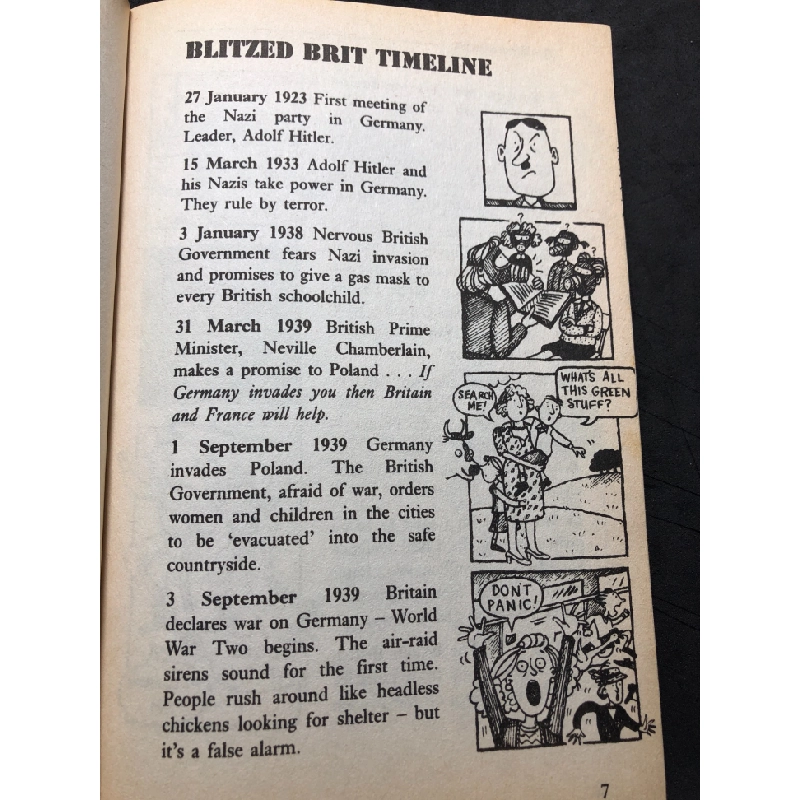 BLITZED BRIT TIMELINE
27 January 1923 First meeting of
the Nazi party in Germany.
Leader, Adolf Hitler.
15 March 1933 Adolf Hitler and
his Nazis take power in Germany.
They rule by terror.
3 January 1938 Nervous British
Government fears Nazi invasion
and promises to give a gas mask to
every British schoolchild.
31 March 1939 British Prime
Minister, Neville Chamberlain,
makes a promise to Poland . . . If
Germany invades you then Britain
and France will help.
1 September 1939 Germany
invades Poland. The British
Government, afraid of war, orders
women and children in the cities
to be ‘evacuated’ into the safe
countryside.
3 September 1939 Britain
declares war on Germany – World
War Two begins. The air-raid
sirens sound for the first time.
People rush around like headless
chickens looking for shelter – but
it's a false alarm.
?
?
?
SEARCH
ME!
WHAT'S ALL
THIS GREEN
STUFF?
DON'T
PANIC!
7